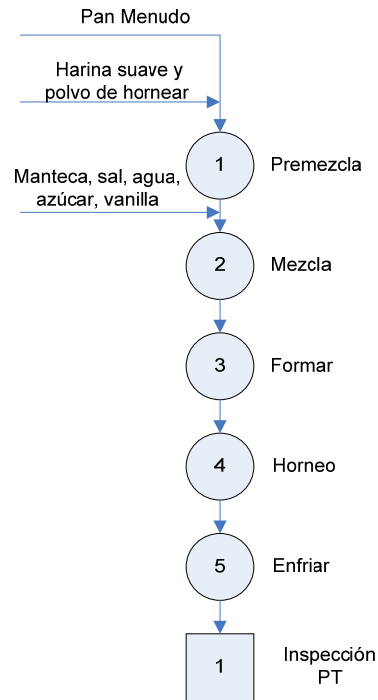 Pan Menudo
Harina suave y
polvo de hornear
1
Premezcla
Manteca, sal, agua,
azúcar, vanilla
2
Mezcla
3
Formar
4
Horneo
5
Enfriar
1
Inspección
PT